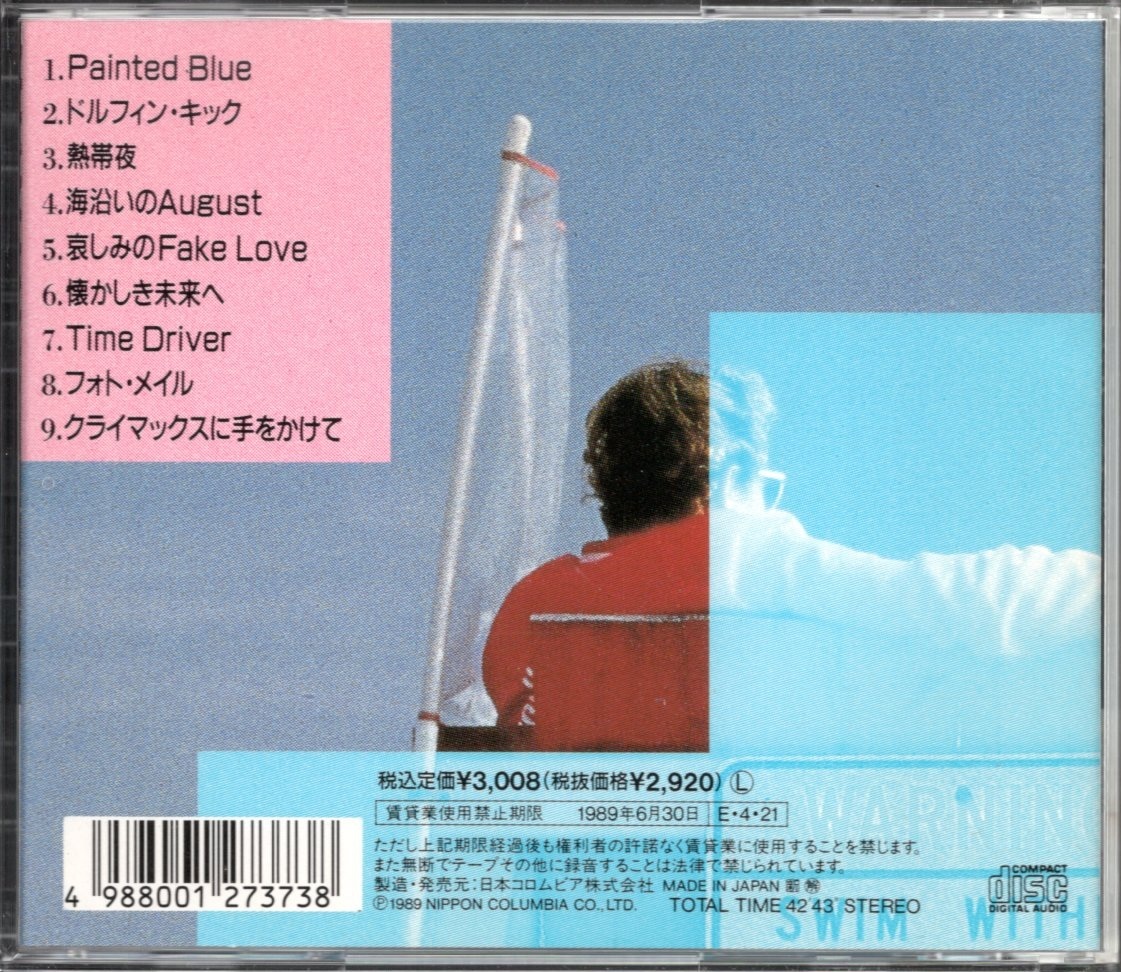 1.Painted Blue
2.ドルフィン・キック
3.熱帯夜
4.海沿いのAugust
5.哀しみのFake Love
6.懐かしき未来へ
7.Time Driver
8.フォト・メイル
9.クライマックスに手をかけて
税込定価¥3,008(税抜価格¥2,920) Ⓛ
賃貸業使用禁止期限 1989年6月30日 E・4・21
ただし上記期限経過後も権利者の許諾なく賃貸業に使用することを禁じます。
また無断でテープその他に録音することは法律で禁じられています。
製造・発売元:日本コロムビア株式会社 MADE IN JAPAN
Ⓟ1989 NIPPON COLUMBIA CO.,LTD. TOTAL TIME 42'43" STEREO
4 988001 273738
COMPACT
disc
DIGITAL AUDIO
WARNING
SWIM WITH